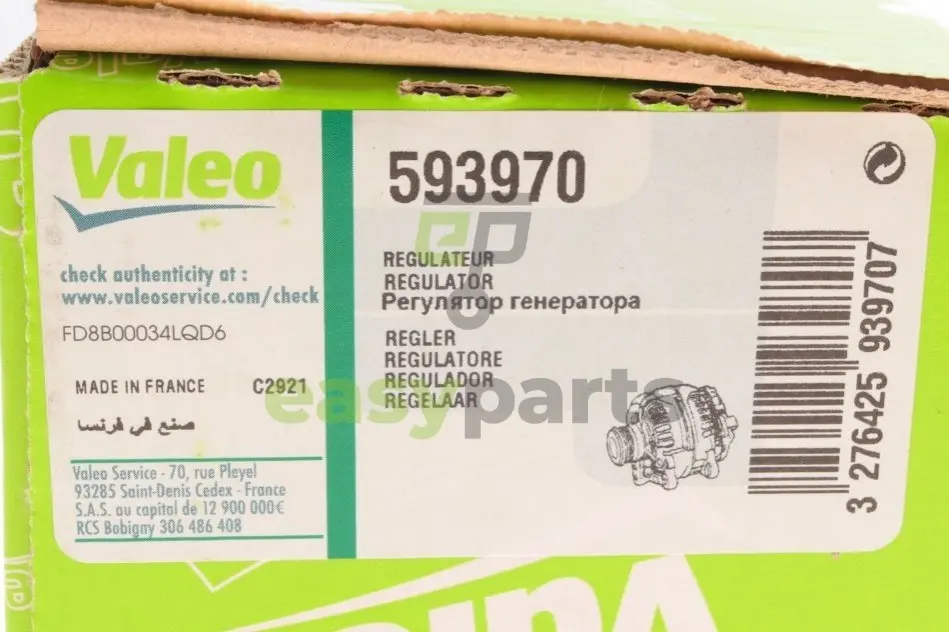 Valeo
593970
check authenticity at :
www.valeoservice.com/check
FD8B00034LQD6
MADE IN FRANCE C2921
صنع في فرنسا
Valeo Service - 70, rue Pleyel
93285 Saint-Denis Cedex - France
S.A.S. au capital de 12 900 000€
RCS Bobigny 306 486 408
REGULATEUR
REGULATOR
Регулятор генератора
REGLER
REGULATORE
REGULADOR
REGELAAR
easyparts
3 276425 939707